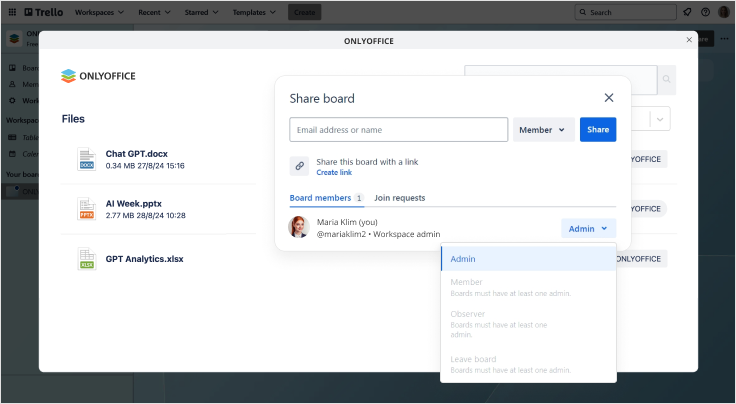 Trello
Workspaces
Recent
Starred
Templates
Create
Search
ONLYOFFICE
ONLYOFFICE
Share board
Files
Email address or name
Member
Share
Share this board with a link
Create link
Chat GPT.docx
0.34 MB 27/8/24 15:16
DOCX
Board members 1
Join requests
AI Week.pptx
2.77 MB 28/8/24 10:28
PPTX
Maria Klim (you)
@mariaklim2 • Workspace admin
Admin
GPT Analytics.xlsx
XLSX
ONLYOFFICE
Admin
Member
Boards must have at least one admin.
Observer
Boards must have at least one
admin.
Leave board
Boards must have at least one admin.